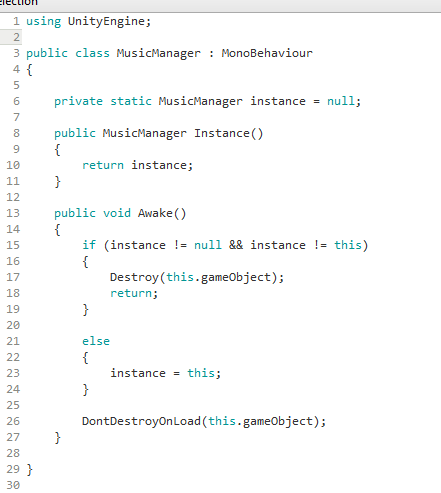 election
1 using UnityEngine;
2
3 public class MusicManager : MonoBehaviour
4 {
5
6     private static MusicManager instance = null;
7
8     public MusicManager Instance()
9     {
10         return instance;
11     }
12
13     public void Awake()
14     {
15         if (instance != null && instance != this)
16         {
17             Destroy(this.gameObject);
18             return;
19         }
20
21         else
22         {
23             instance = this;
24         }
25
26         DontDestroyOnLoad(this.gameObject);
27     }
28
29 }
30